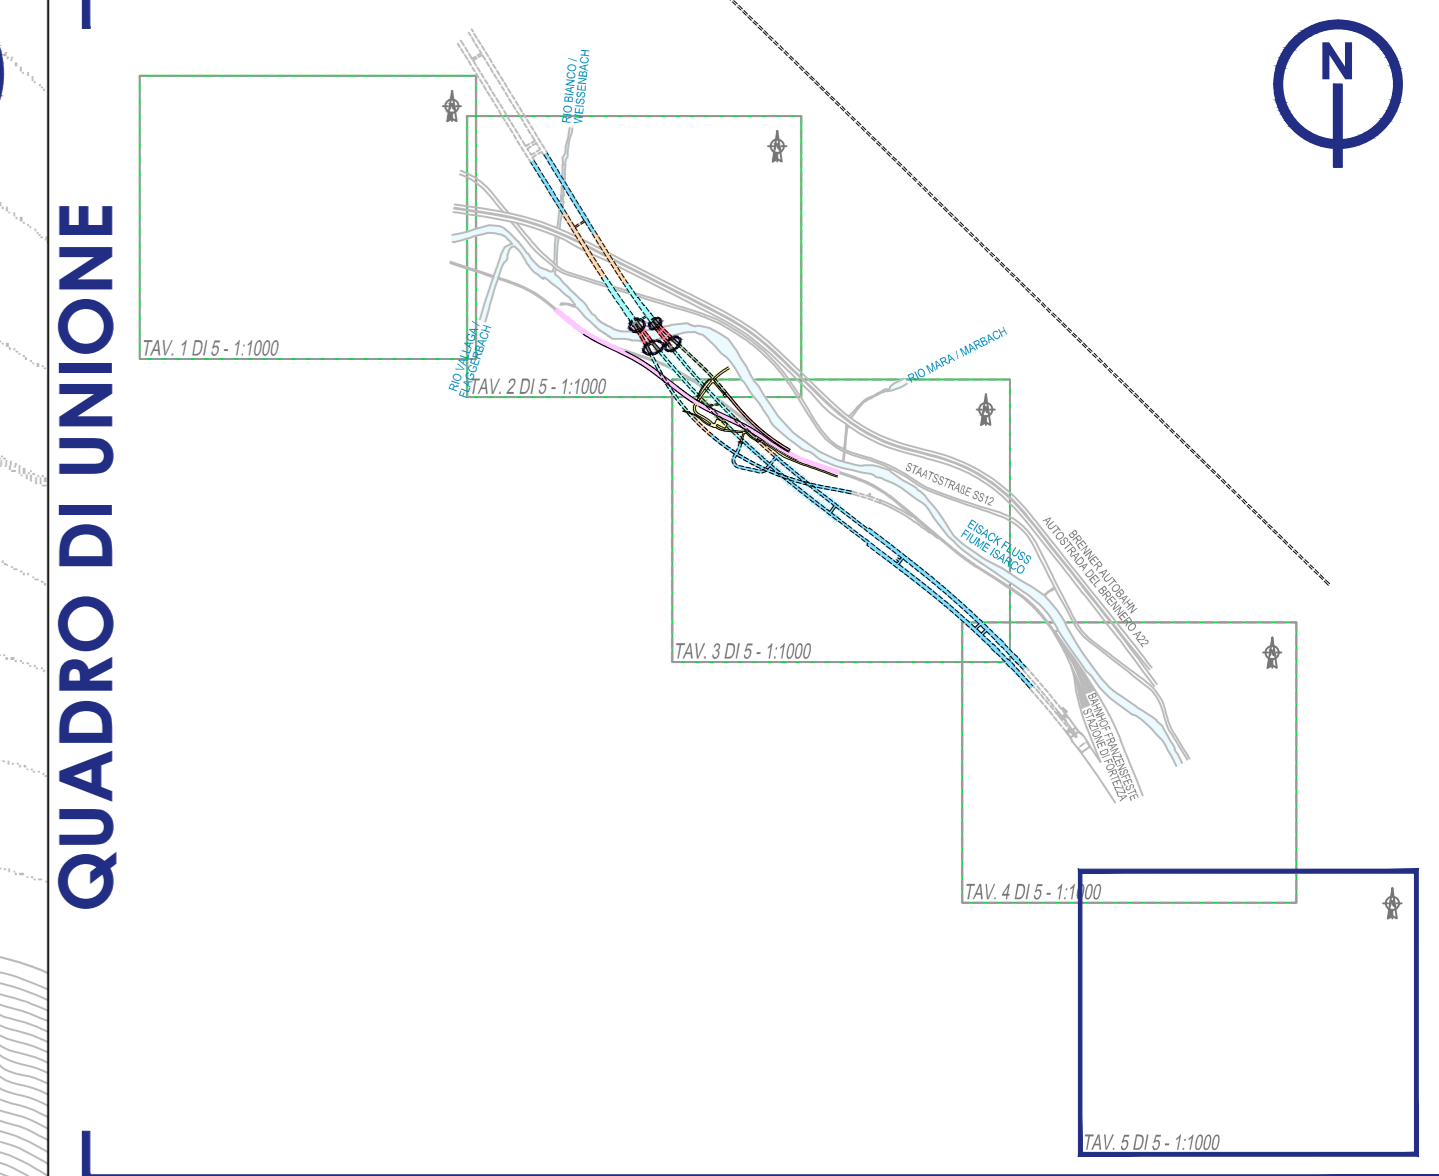 QUADRO DI UNIONE
N
RIO BIANCO /
WEISSENBACH
TAV. 1 DI 5 - 1:1000
RIO VALLAGA /
FLAGGERBACH
TAV. 2 DI 5 - 1:1000
RIO MARA / MARBACH
STAATSSTRAßE SS12
EISACK FLUSS
FIUME ISARCO
BRENNER AUTOBAHN
AUTOSTRADA DEL BRENNERO A22
TAV. 3 DI 5 - 1:1000
BAHNHOF FRANZENSFESTE
STAZIONE DI FORTEZZA
TAV. 4 DI 5 - 1:1000
TAV. 5 DI 5 - 1:1000